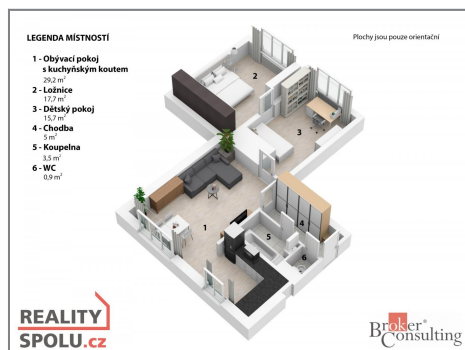 LEGENDA MÍSTNOSTÍ
Plochy jsou pouze orientační
1 - Obývací pokoj
s kuchyňským koutem
29,2 m²
2 - Ložnice
17,7 m²
3 - Dětský pokoj
15,7 m²
4 - Chodba
5 m²
5 - Koupelna
3,5 m²
6 - WC
0,9 m²
2
3
1
4
5
6
REALITY
SPOLU.cz
Broker
Consulting